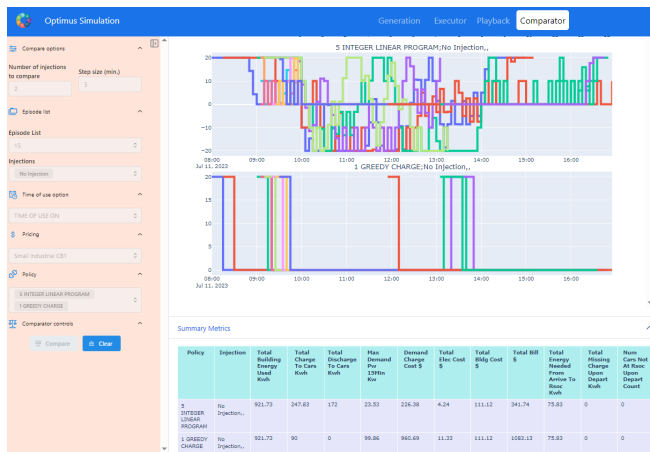 Optimus Simulation
Generation Executor Playback Comparator
Compare options
Number of injections to compare
Step size (min.)
2
5
Episode list
Episode List
15
Injections
No Injection
Time of use option
TIME OF USE ON
Pricing
Small Industrial CB1
Policy
5 INTEGER LINEAR PROGRAM
1 GREEDY CHARGE
Comparator controls
Compare
Clear
5 INTEGER LINEAR PROGRAM;No Injection,,
20
10
0
−10
−20
08:00 09:00 10:00 11:00 12:00 13:00 14:00 15:00 16:00
Jul 11, 2023
1 GREEDY CHARGE;No Injection,,
20
15
10
5
0
08:00 09:00 10:00 11:00 12:00 13:00 14:00 15:00 16:00
Jul 11, 2023
Summary Metrics
Policy Injection Total Building Energy Used Kwh Total Charge To Cars Kwh Total Discharge To Cars Kwh Max Demand Pw 15Min Kw Demand Charge Cost $ Total Elec Cost $ Total Bldg Cost $ Total Bill $ Total Energy Needed From Arrive To Rsoc Kwh Total Missing Charge Upon Depart Kwh Num Cars Not At Rsoc Upon Depart Count
5 INTEGER LINEAR PROGRAM No Injection,, 921.73 247.83 172 23.53 226.38 4.24 111.12 341.74 75.83 0 0
1 GREEDY CHARGE No Injection,, 921.73 90 0 99.86 960.69 11.33 111.12 1083.13 75.83 0 0